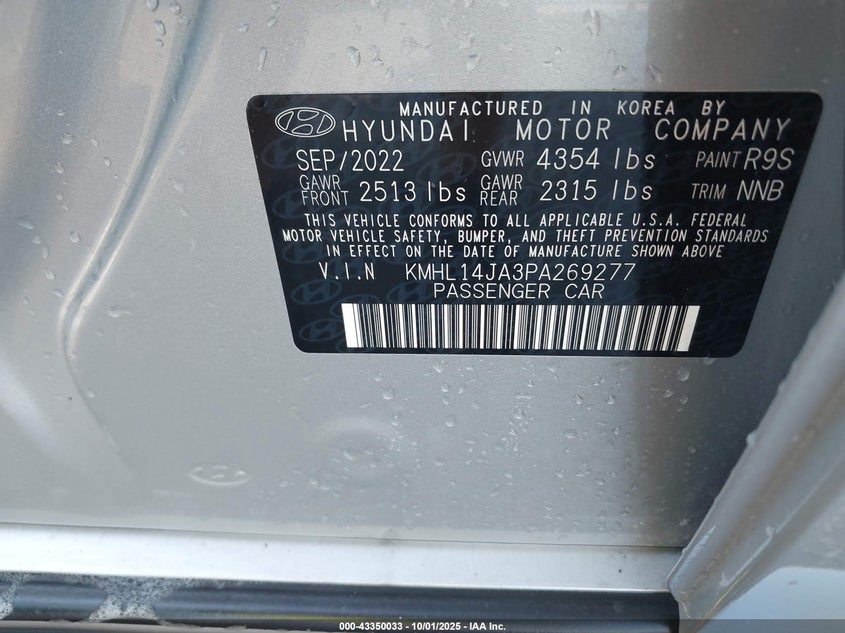 MANUFACTURED IN KOREA BY
HYUNDAI MOTOR COMPANY
SEP/2022 GVWR 4354 lbs PAINT R9S
GAWR FRONT 2513 lbs GAWR REAR 2315 lbs TRIM NNB
THIS VEHICLE CONFORMS TO ALL APPLICABLE U.S.A. FEDERAL
MOTOR VEHICLE SAFETY, BUMPER, AND THEFT PREVENTION STANDARDS
IN EFFECT ON THE DATE OF MANUFACTURE SHOWN ABOVE
V.I.N KMHL14JA3PA269277
PASSENGER CAR
000-43350033 - 10/01/2025 - IAA Inc.